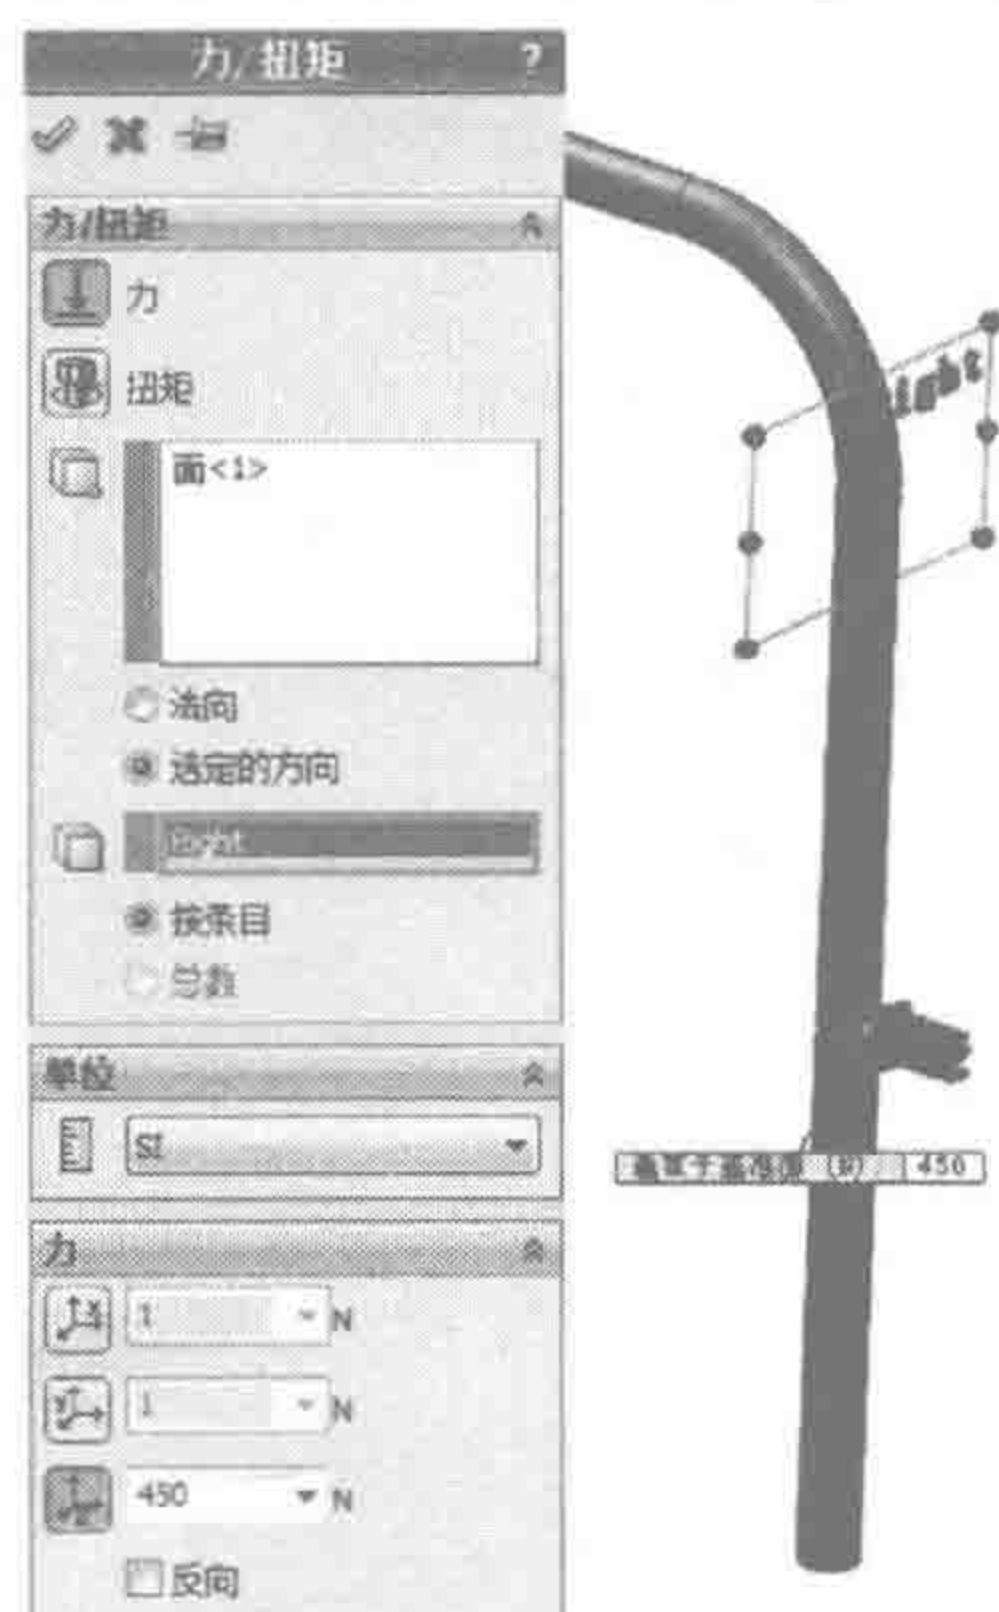 力/扭矩 ?
力/扭矩
力
扭矩
面<1>
法向
选定的方向
Right
按条目
总数
单位
SI
(N) 450
力
1 N
1 N
450 N
反向